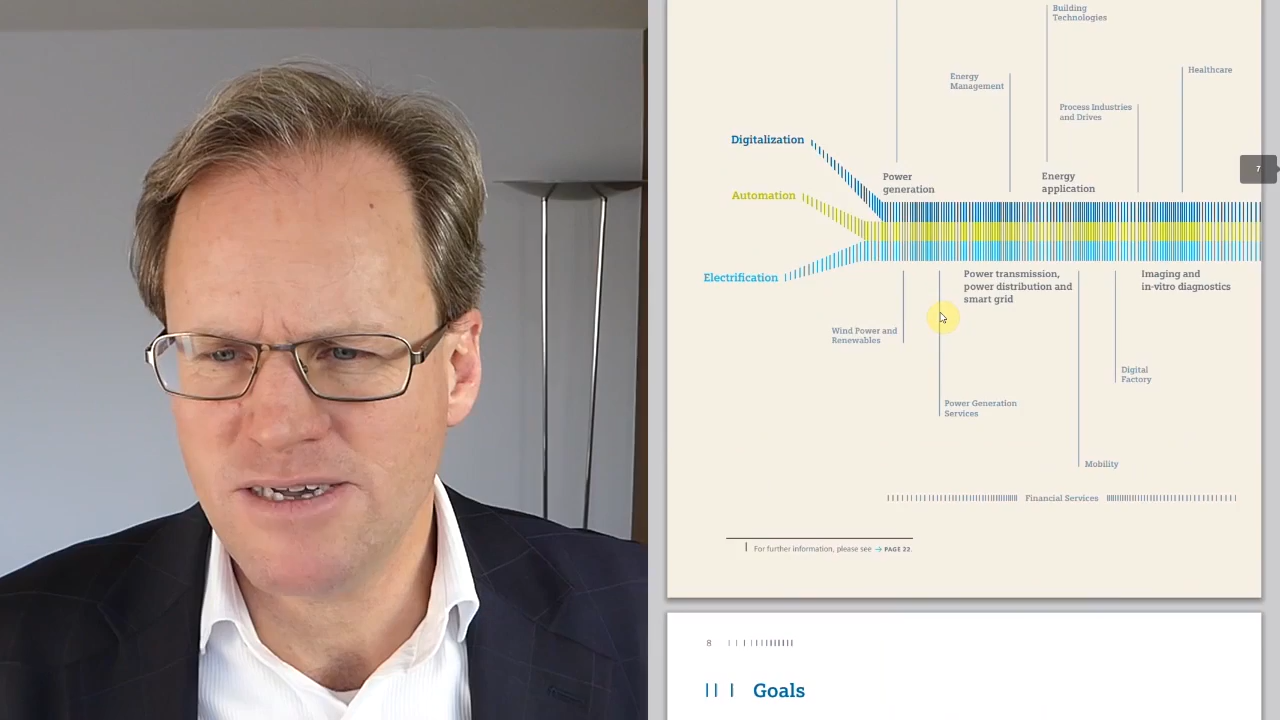 Building
Technologies
Energy
Management
Healthcare
Process Industries
and Drives
Digitalization
Automation
Electrification
Power
generation
Energy
application
7
Power transmission,
power distribution and
smart grid
Imaging and
in-vitro diagnostics
Wind Power and
Renewables
Digital
Factory
Power Generation
Services
Mobility
Financial Services
For further information, please see → PAGE 22.
8
Goals